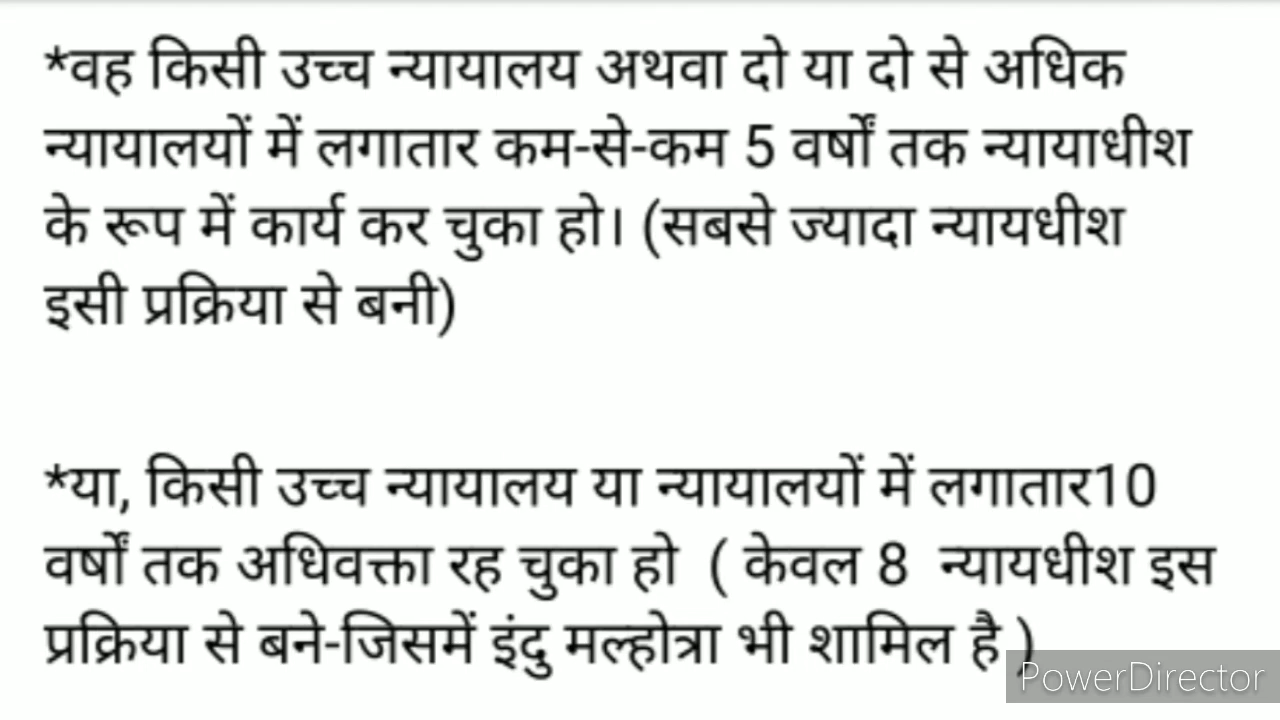 *वह किसी उच्च न्यायालय अथवा दो या दो से अधिक
न्यायालयों में लगातार कम-से-कम 5 वर्षों तक न्यायाधीश
के रूप में कार्य कर चुका हो। (सबसे ज्यादा न्यायधीश
इसी प्रक्रिया से बनी)
*या, किसी उच्च न्यायालय या न्यायालयों में लगातार10
वर्षों तक अधिवक्ता रह चुका हो ( केवल 8 न्यायधीश इस
प्रक्रिया से बने-जिसमें इंदु मल्होत्रा भी शामिल है )
PowerDirector